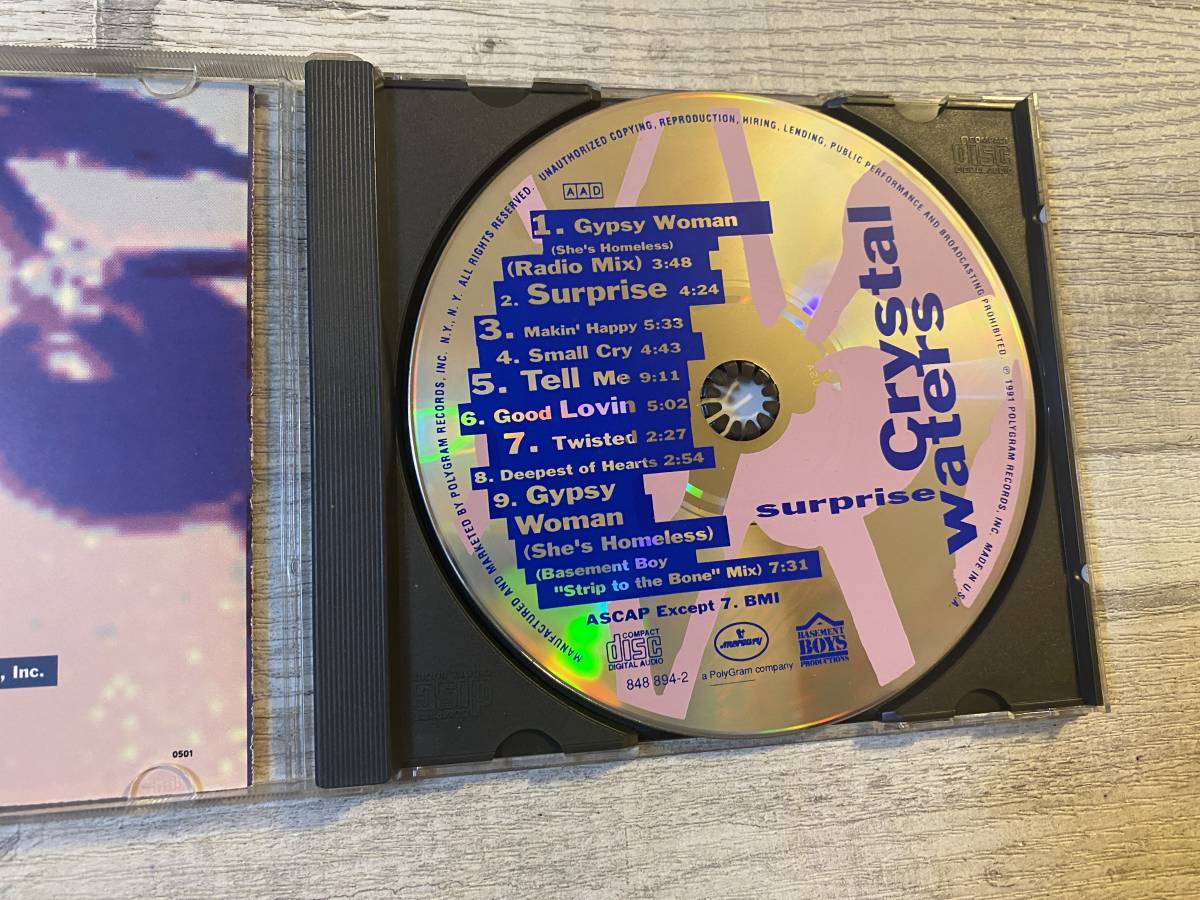 , Inc.
0501
UNAUTHORIZED COPYING, REPRODUCTION, HIRING, LENDING, PUBLIC PERFORMANCE AND BROADCASTING PROHIBITED. ℗ 1991 POLYGRAM RECORDS, INC. MADE IN U.S.A.
MANUFACTURED AND MARKETED BY POLYGRAM RECORDS, INC. N.Y., N.Y. ALL RIGHTS RESERVED.
AAD
1. Gypsy Woman
(She's Homeless)
(Radio Mix) 3:48
2. Surprise 4:24
3. Makin' Happy 5:33
4. Small Cry 4:43
5. Tell Me 9:11
6. Good Lovin 5:02
7. Twisted 2:27
8. Deepest of Hearts 2:54
9. Gypsy
Woman
(She's Homeless)
(Basement Boy
"Strip to the Bone" Mix) 7:31
ASCAP Except 7. BMI
Crystal
waters
surprise
COMPACT
disc
DIGITAL AUDIO
848 894-2
mercury
a PolyGram company
BASEMENT
BOYS
PRODUCTIONS
COMPACT
disc
DIGITAL AUDIO